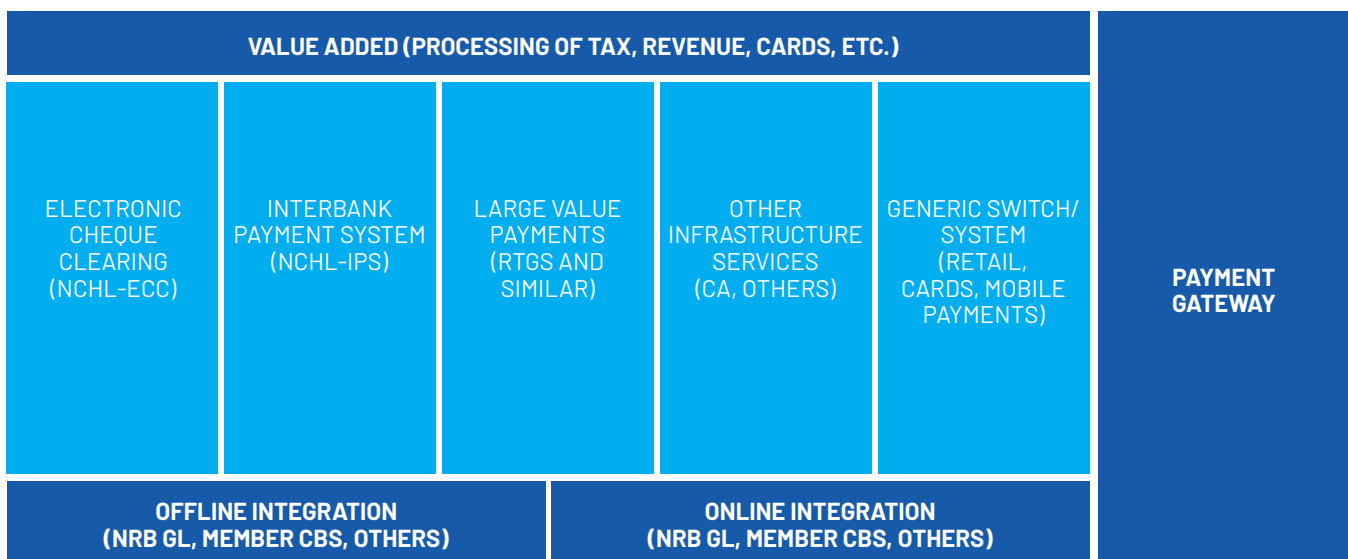 VALUE ADDED (PROCESSING OF TAX, REVENUE, CARDS, ETC.)
ELECTRONIC
CHEQUE
CLEARING
(NCHL-ECC)
INTERBANK
PAYMENT SYSTEM
(NCHL-IPS)
LARGE VALUE
PAYMENTS
(RTGS AND
SIMILAR)
OTHER
INFRASTRUCTURE
SERVICES
(CA, OTHERS)
GENERIC SWITCH/
SYSTEM
(RETAIL,
CARDS, MOBILE
PAYMENTS)
PAYMENT
GATEWAY
OFFLINE INTEGRATION
(NRB GL, MEMBER CBS, OTHERS)
ONLINE INTEGRATION
(NRB GL, MEMBER CBS, OTHERS)